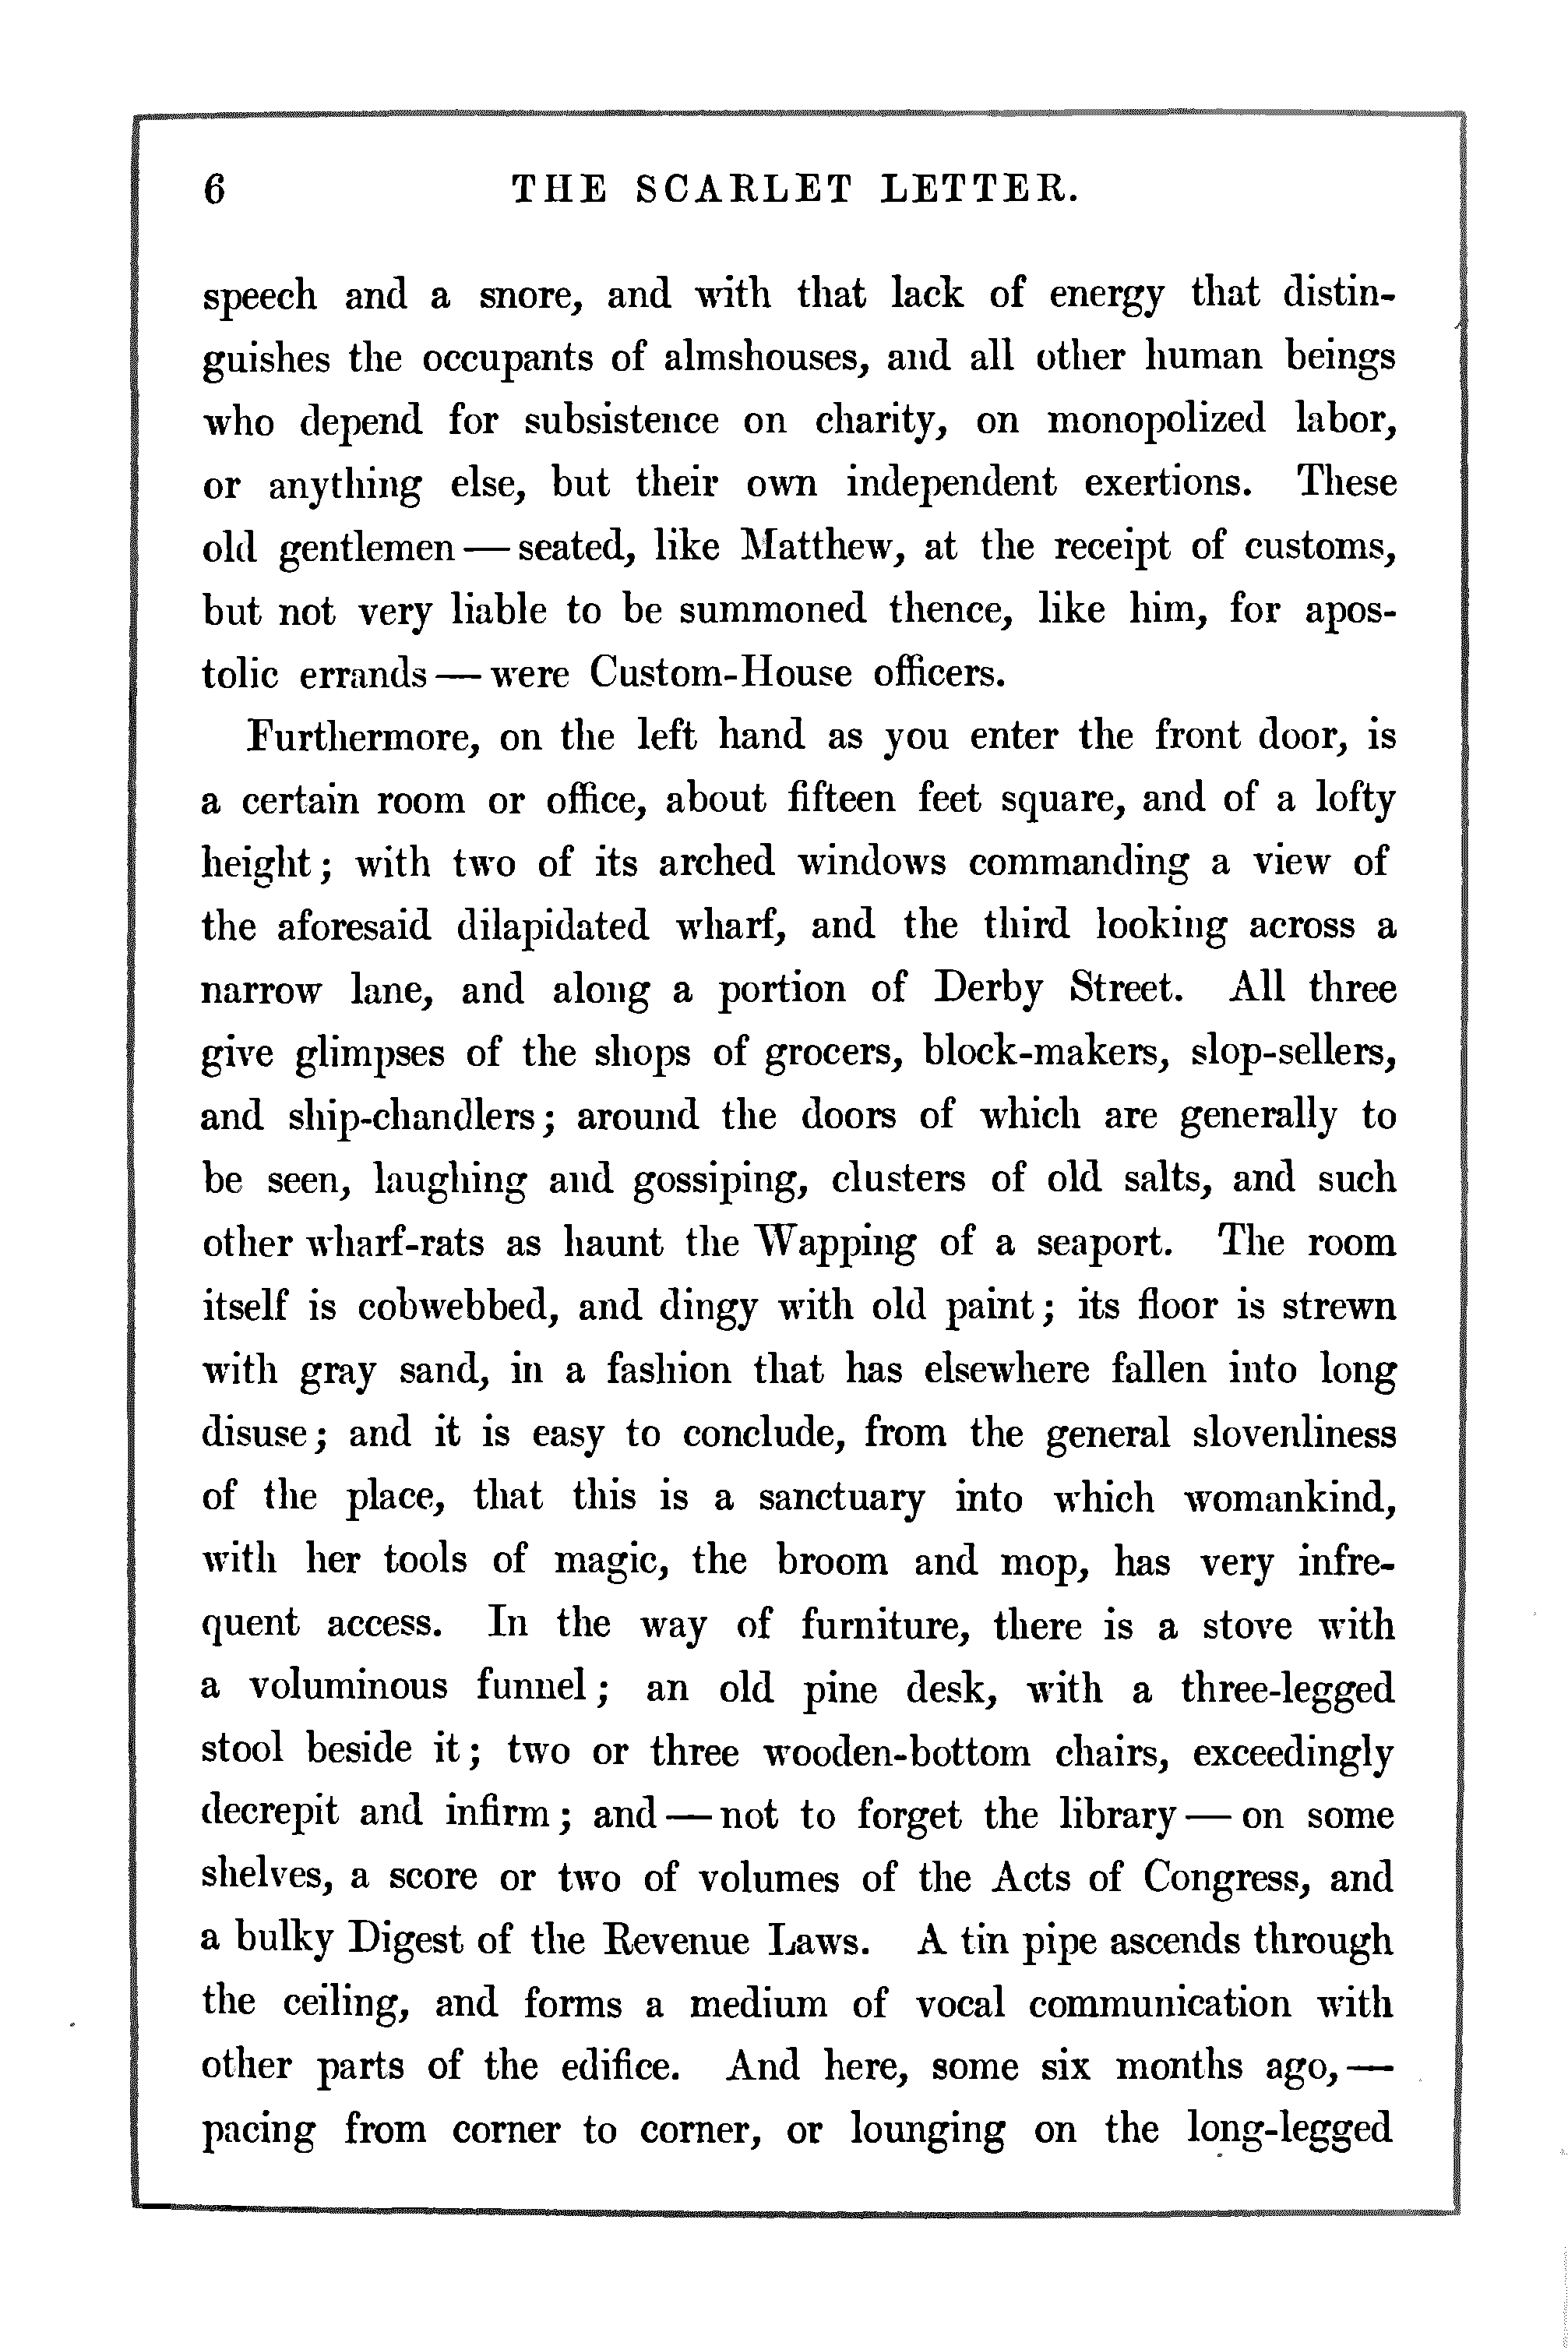 6 THE SCARLET LETTER.
speech and a snore, and with that lack of energy that distin-
guishes the occupants of almshouses, and all other human beings
who depend for subsistence on charity, on monopolized labor,
or anything else, but their own independent exertions. These
old gentlemen — seated, like Matthew, at the receipt of customs,
but not very liable to be summoned thence, like him, for apos-
tolic errands — were Custom-House officers.
Furthermore, on the left hand as you enter the front door, is
a certain room or office, about fifteen feet square, and of a lofty
height; with two of its arched windows commanding a view of
the aforesaid dilapidated wharf, and the third looking across a
narrow lane, and along a portion of Derby Street. All three
give glimpses of the shops of grocers, block-makers, slop-sellers,
and ship-chandlers; around the doors of which are generally to
be seen, laughing and gossiping, clusters of old salts, and such
other wharf-rats as haunt the Wapping of a seaport. The room
itself is cobwebbed, and dingy with old paint; its floor is strewn
with gray sand, in a fashion that has elsewhere fallen into long
disuse; and it is easy to conclude, from the general slovenliness
of the place, that this is a sanctuary into which womankind,
with her tools of magic, the broom and mop, has very infre-
quent access. In the way of furniture, there is a stove with
a voluminous funnel; an old pine desk, with a three-legged
stool beside it; two or three wooden-bottom chairs, exceedingly
decrepit and infirm; and — not to forget the library — on some
shelves, a score or two of volumes of the Acts of Congress, and
a bulky Digest of the Revenue Laws. A tin pipe ascends through
the ceiling, and forms a medium of vocal communication with
other parts of the edifice. And here, some six months ago, —
pacing from corner to corner, or lounging on the long-legged